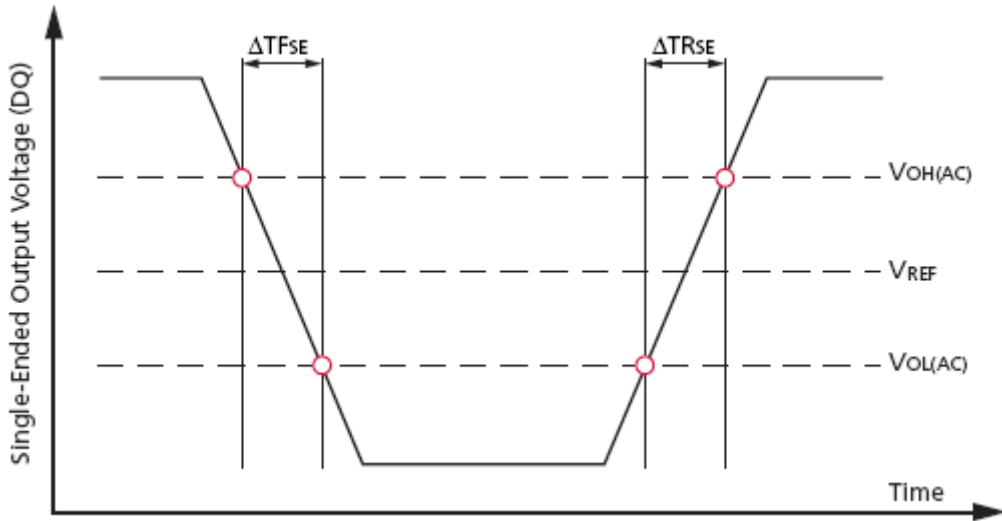 ΔTFSE
ΔTRSE
Single-Ended Output Voltage (DQ)
VOH(AC)
VREF
VOL(AC)
Time